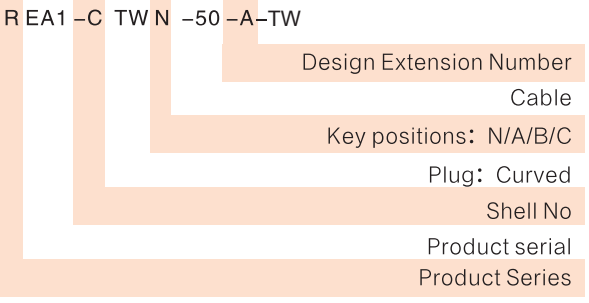 R EA1 –C TW N –50 –A–TW
Design Extension Number
Cable
Key positions: N/A/B/C
Plug: Curved
Shell No
Product serial
Product Series